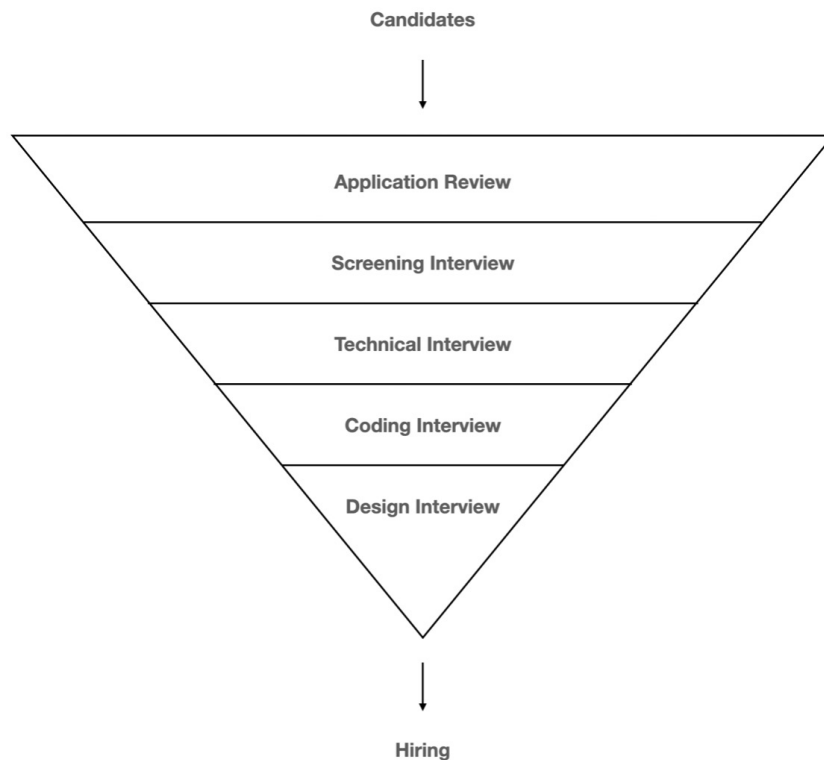 Candidates
Application Review
Screening Interview
Technical Interview
Coding Interview
Design Interview
Hiring